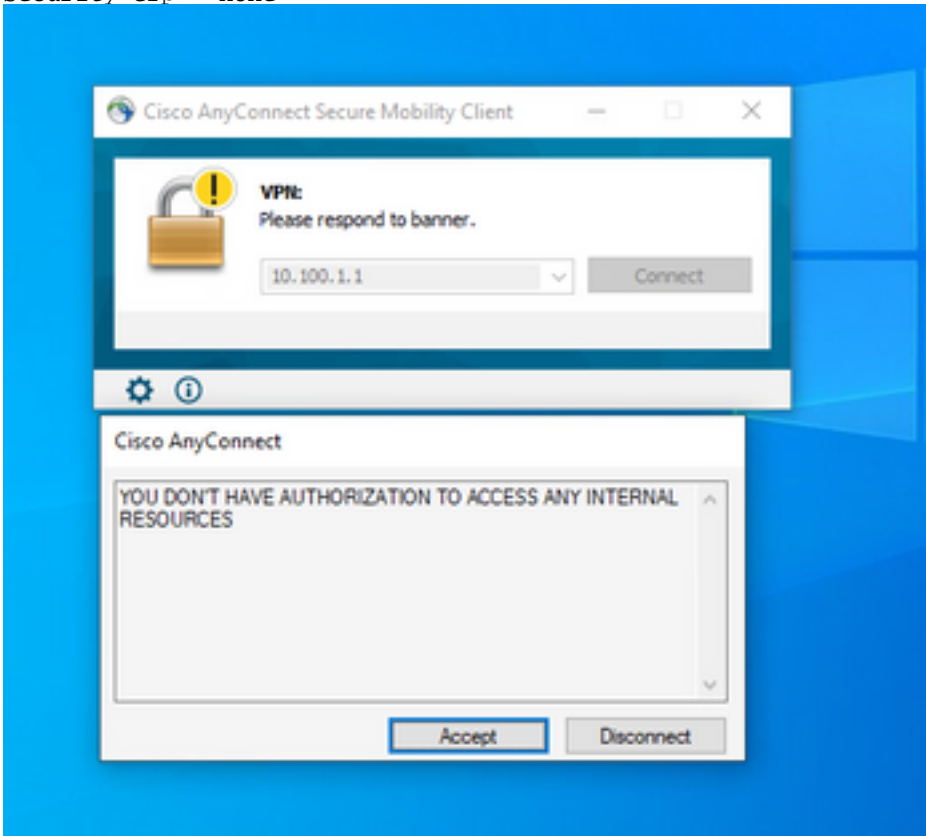 Cisco AnyConnect Secure Mobility Client
VPN:
Please respond to banner.
10.100.1.1
Connect
Cisco AnyConnect
YOU DON'T HAVE AUTHORIZATION TO ACCESS ANY INTERNAL
RESOURCES
Accept
Disconnect